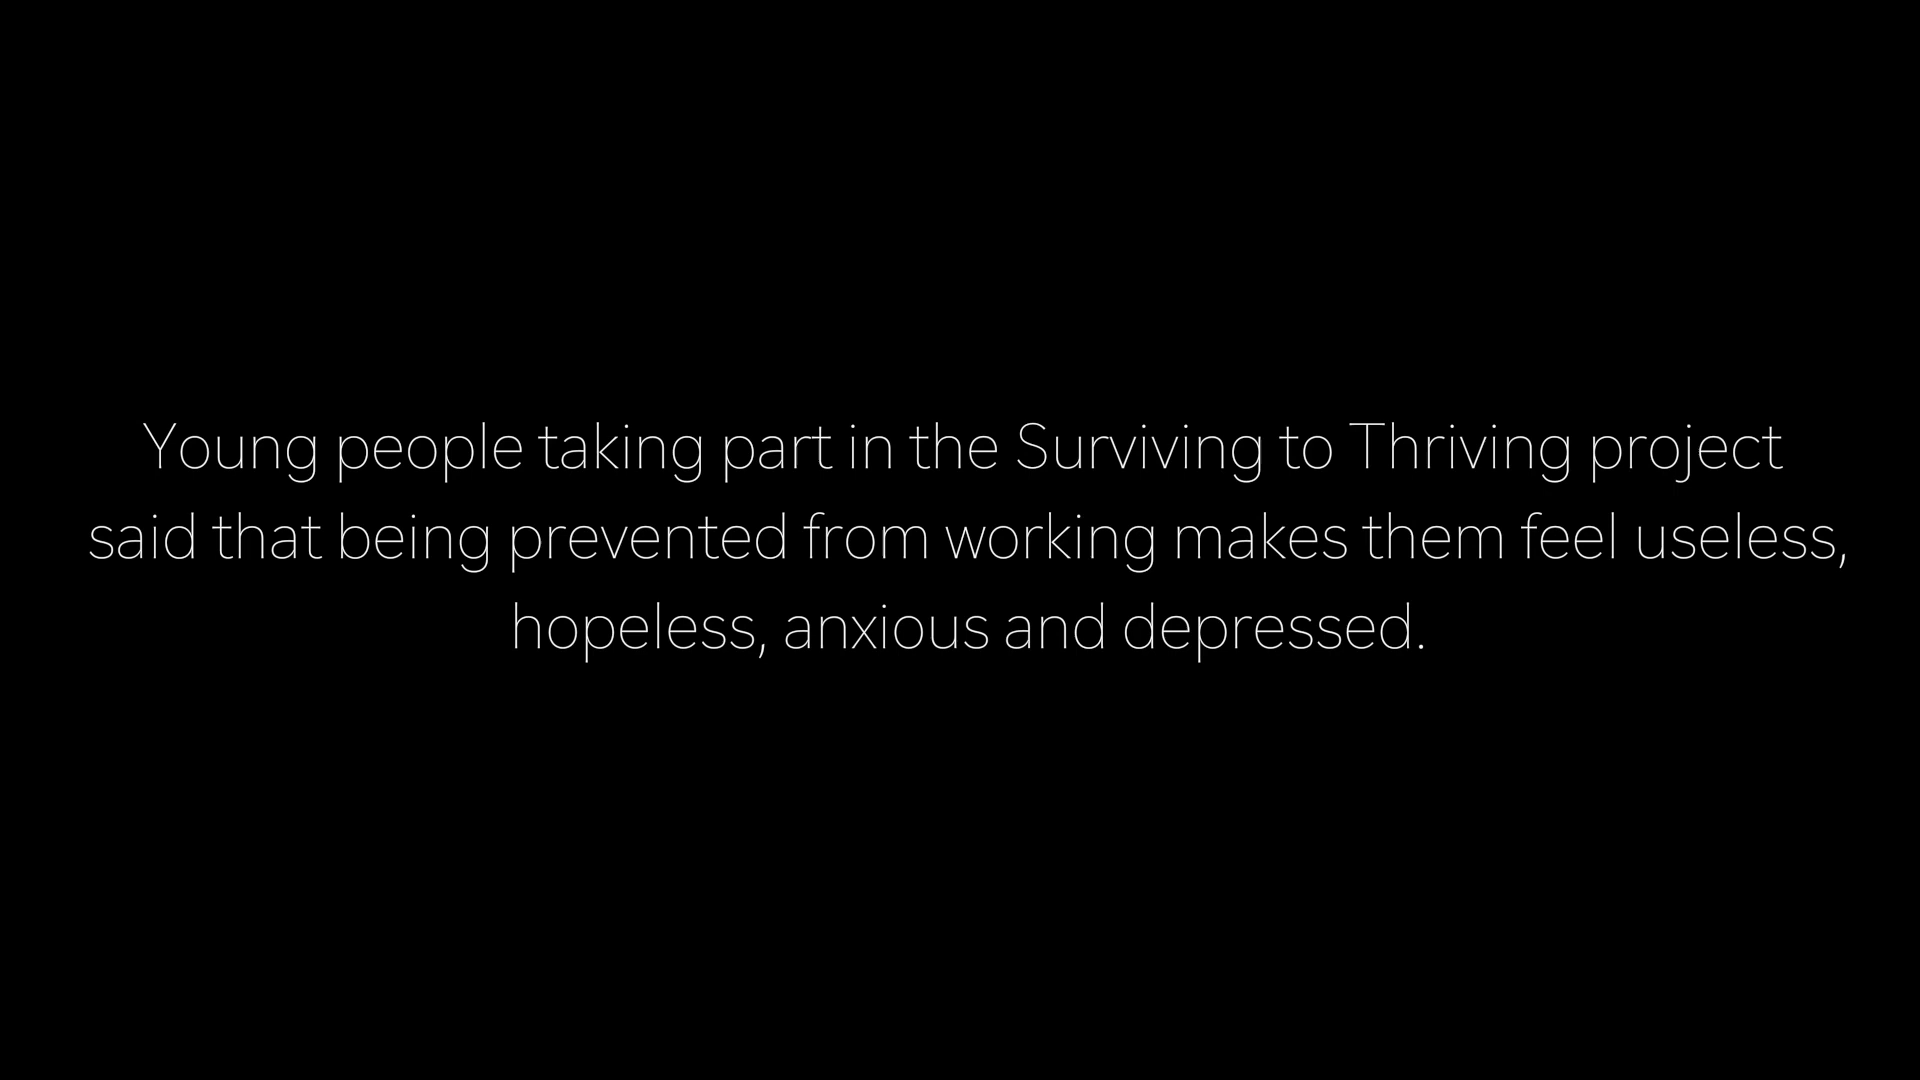 Young people taking part in the Surviving to Thriving project
said that being prevented from working makes them feel useless,
hopeless, anxious and depressed.